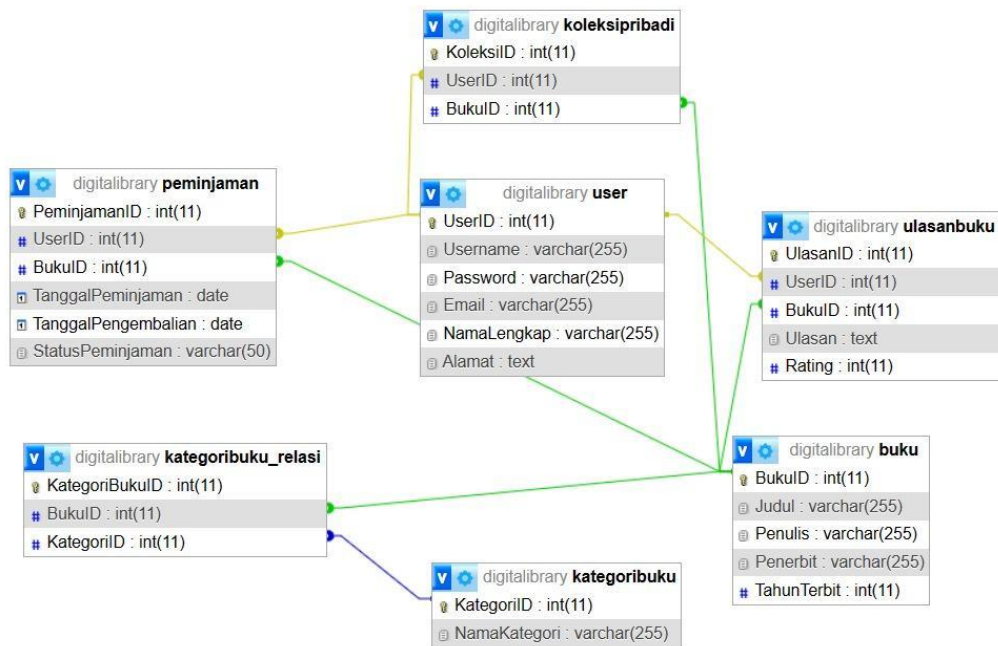 digitalibrary koleksipribadi
KoleksiID : int(11)
UserID : int(11)
BukuID : int(11)
digitalibrary peminjaman
PeminjamanID : int(11)
UserID : int(11)
BukuID : int(11)
TanggalPeminjaman : date
TanggalPengembalian : date
StatusPeminjaman : varchar(50)
digitalibrary user
UserID : int(11)
Username : varchar(255)
Password : varchar(255)
Email : varchar(255)
NamaLengkap : varchar(255)
Alamat : text
digitalibrary ulasanbuku
UlasanID : int(11)
UserID : int(11)
BukuID : int(11)
Ulasan : text
Rating : int(11)
digitalibrary kategoribuku_relasi
KategoriBukuID : int(11)
BukuID : int(11)
KategoriID : int(11)
digitalibrary buku
BukuID : int(11)
Judul : varchar(255)
Penulis : varchar(255)
Penerbit : varchar(255)
TahunTerbit : int(11)
digitalibrary kategoribuku
KategoriID : int(11)
NamaKategori : varchar(255)